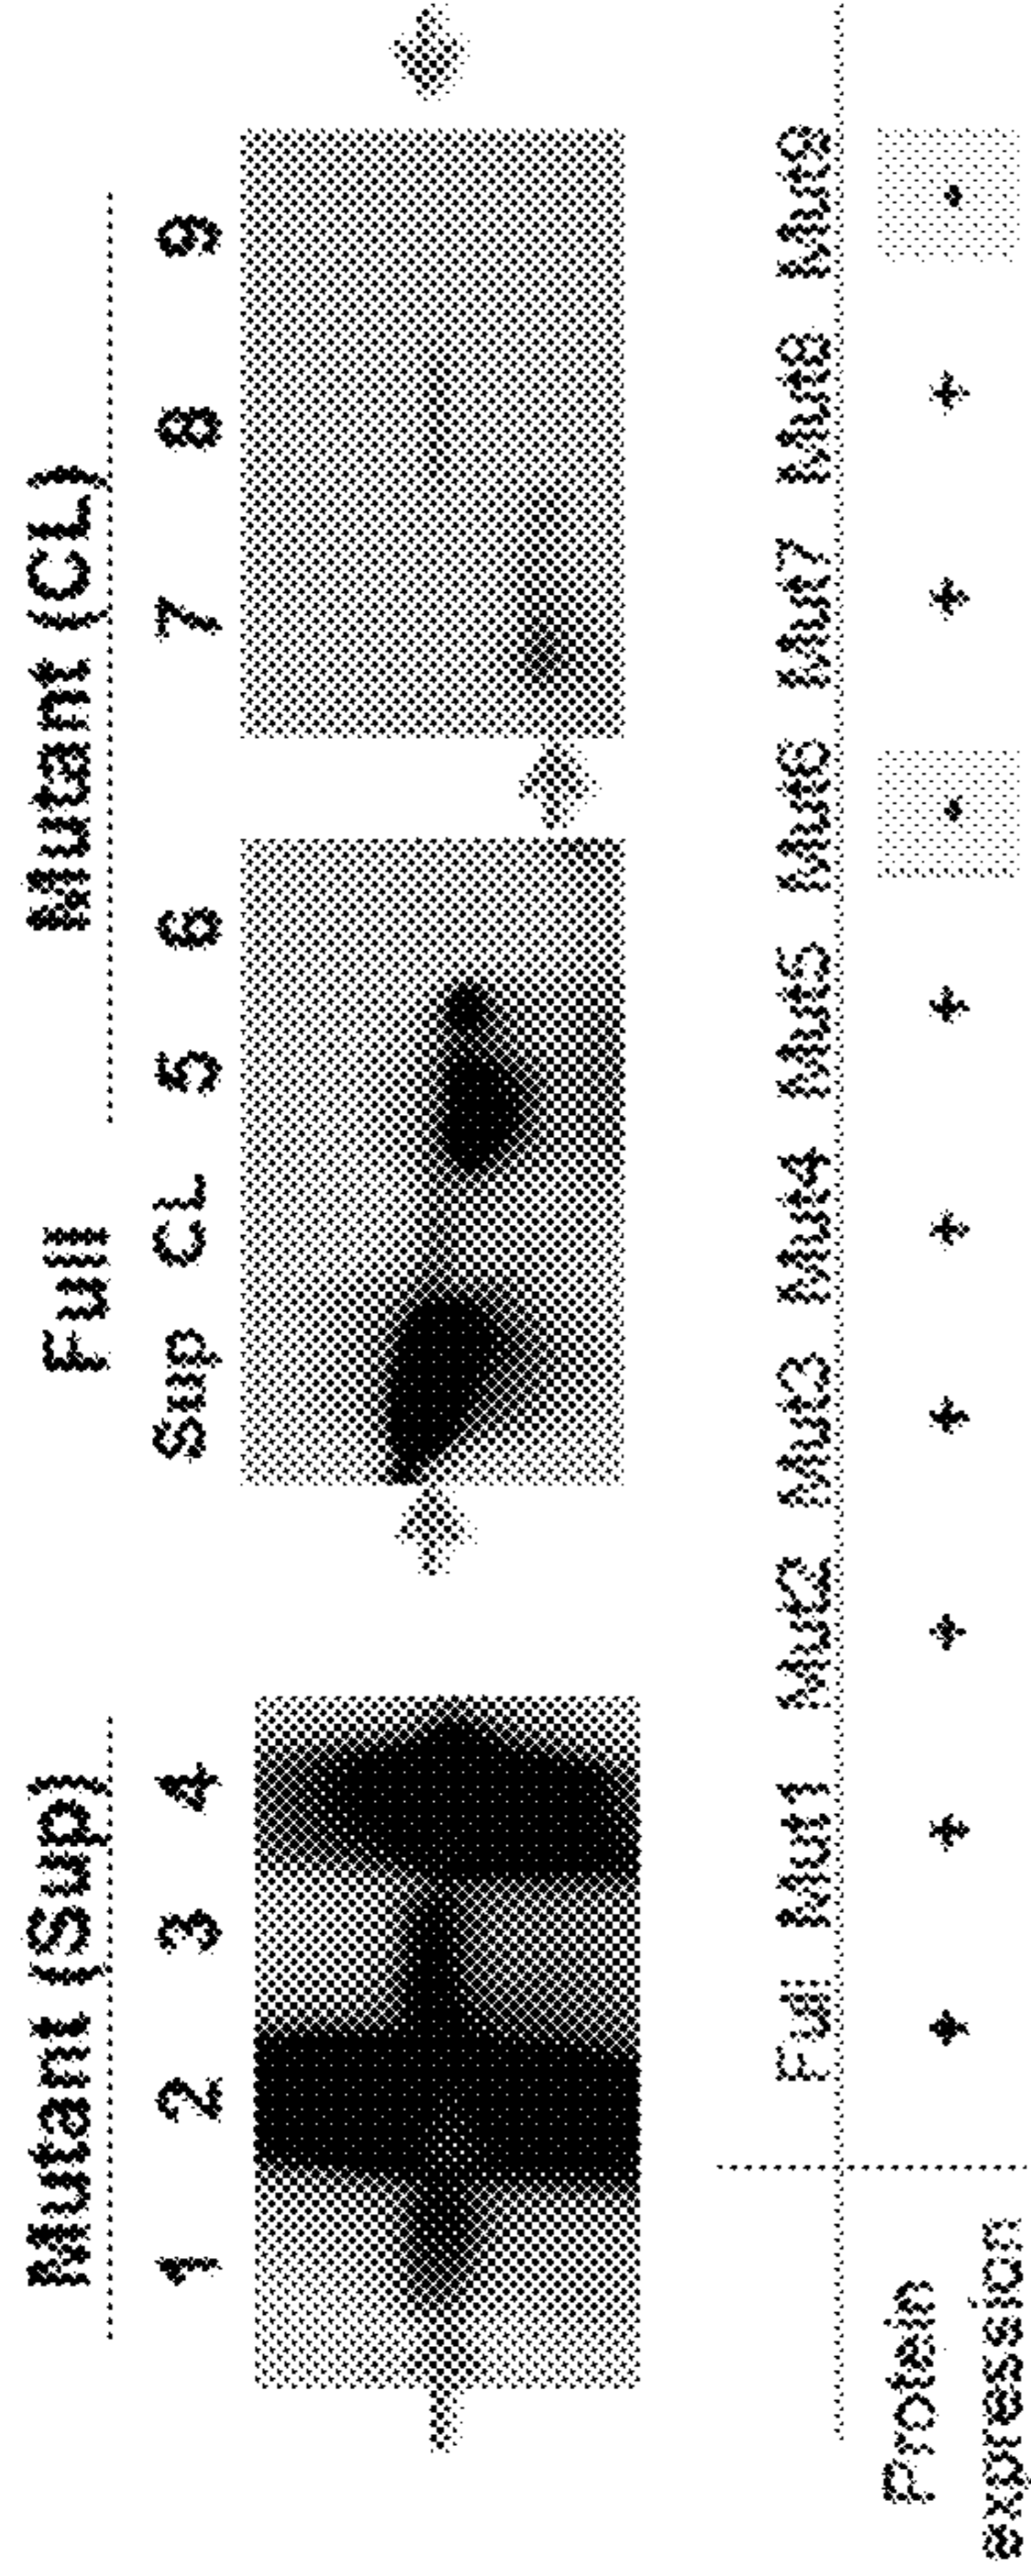 Mutant (Sup) Full Mutant (CL)
1 2 3 4 Sup CL 5 6 7 8 9
Full Mut1 Mut2 Mut3 Mut4 Mut5 Mut6 Mut7 Mut8 Mut9
Protein
expression + + + + + + - + + -